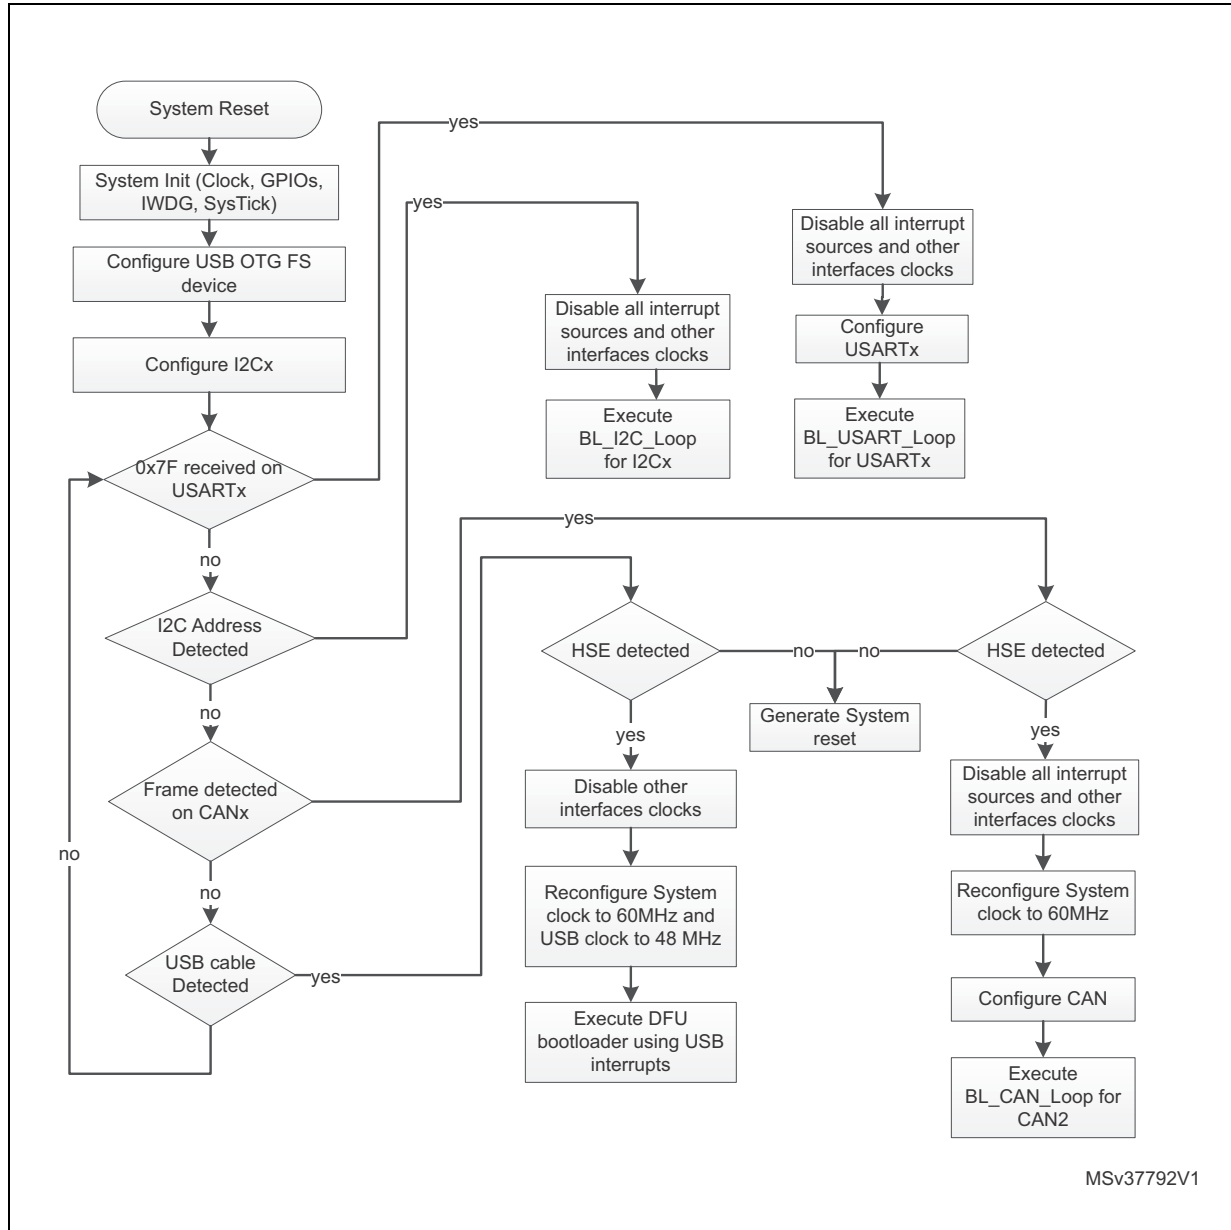 System Reset
System Init (Clock, GPIOs,
IWDG, SysTick)
Configure USB OTG FS
device
Configure I2Cx
0x7F received on
USARTx
no
I2C Address
Detected
no
Frame detected
on CANx
no
USB cable
Detected
no
yes
Disable all interrupt
sources and other
interfaces clocks
Configure
USARTx
Execute
BL_USART_Loop
for USARTx
yes
Disable all interrupt
sources and other
interfaces clocks
Execute
BL_I2C_Loop
for I2Cx
yes
HSE detected
no
yes
Disable all interrupt
sources and other
interfaces clocks
Reconfigure System
clock to 60MHz
Configure CAN
Execute
BL_CAN_Loop for
CAN2
yes
HSE detected
no
Generate System
reset
yes
Disable other
interfaces clocks
Reconfigure System
clock to 60MHz and
USB clock to 48 MHz
Execute DFU
bootloader using USB
interrupts
MSv37792V1